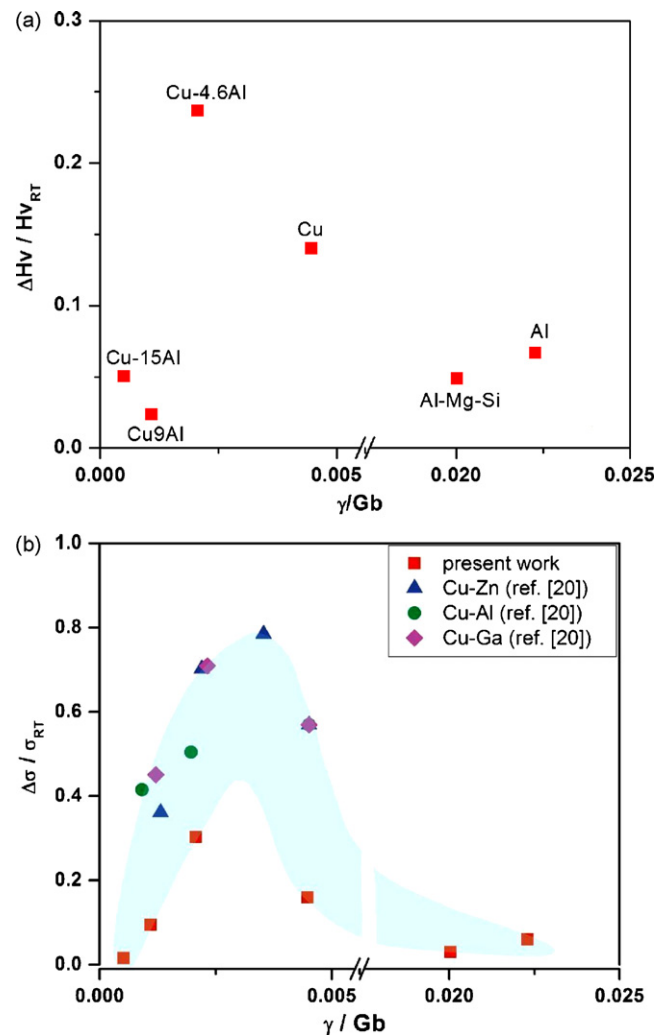 (a)
0.3
0.2
0.1
0.0
ΔHv / Hv_RT
Cu-4.6Al
Cu
Cu-15Al
Cu9Al
Al
Al-Mg-Si
0.000 0.005 0.020 0.025
γ/Gb
(b)
1.0
0.8
0.6
0.4
0.2
0.0
Δσ / σ_RT
present work
Cu-Zn (ref. [20])
Cu-Al (ref. [20])
Cu-Ga (ref. [20])
0.000 0.005 0.020 0.025
γ / Gb